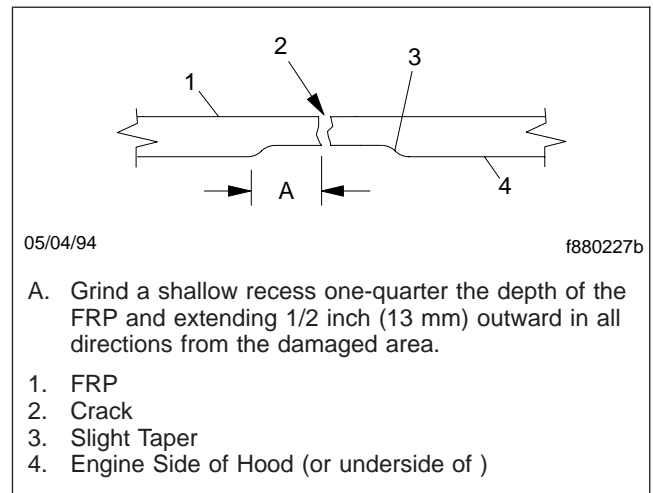 2
3
1
A
4
05/04/94
f880227b
A. Grind a shallow recess one-quarter the depth of the
FRP and extending 1/2 inch (13 mm) outward in all
directions from the damaged area.
1. FRP
2. Crack
3. Slight Taper
4. Engine Side of Hood (or underside of )